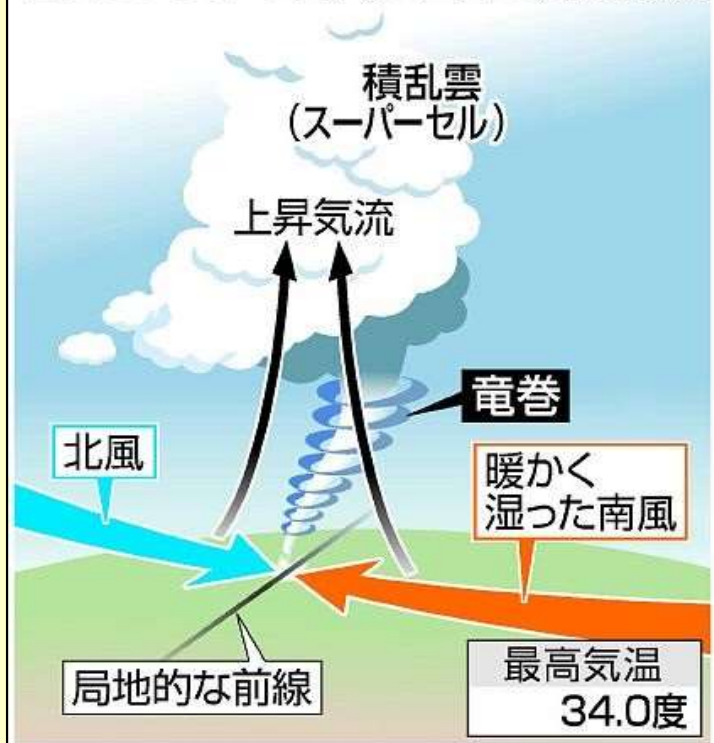 積乱雲
(スーパーセル)
上昇気流
竜巻
北風
暖かく
湿った南風
局地的な前線
最高気温
34.0度